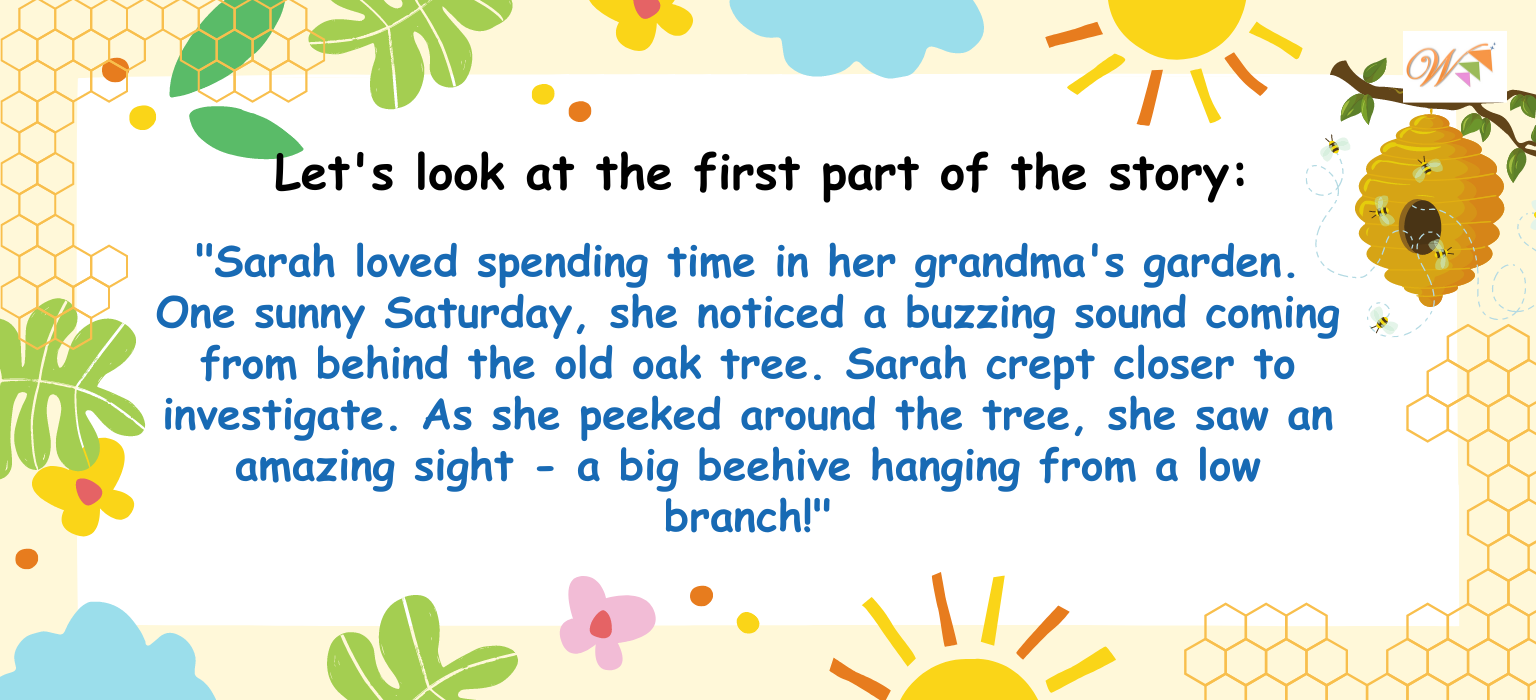 Let's look at the first part of the story:
"Sarah loved spending time in her grandma's garden.
One sunny Saturday, she noticed a buzzing sound coming
from behind the old oak tree. Sarah crept closer to
investigate. As she peeked around the tree, she saw an
amazing sight - a big beehive hanging from a low
branch!"
W